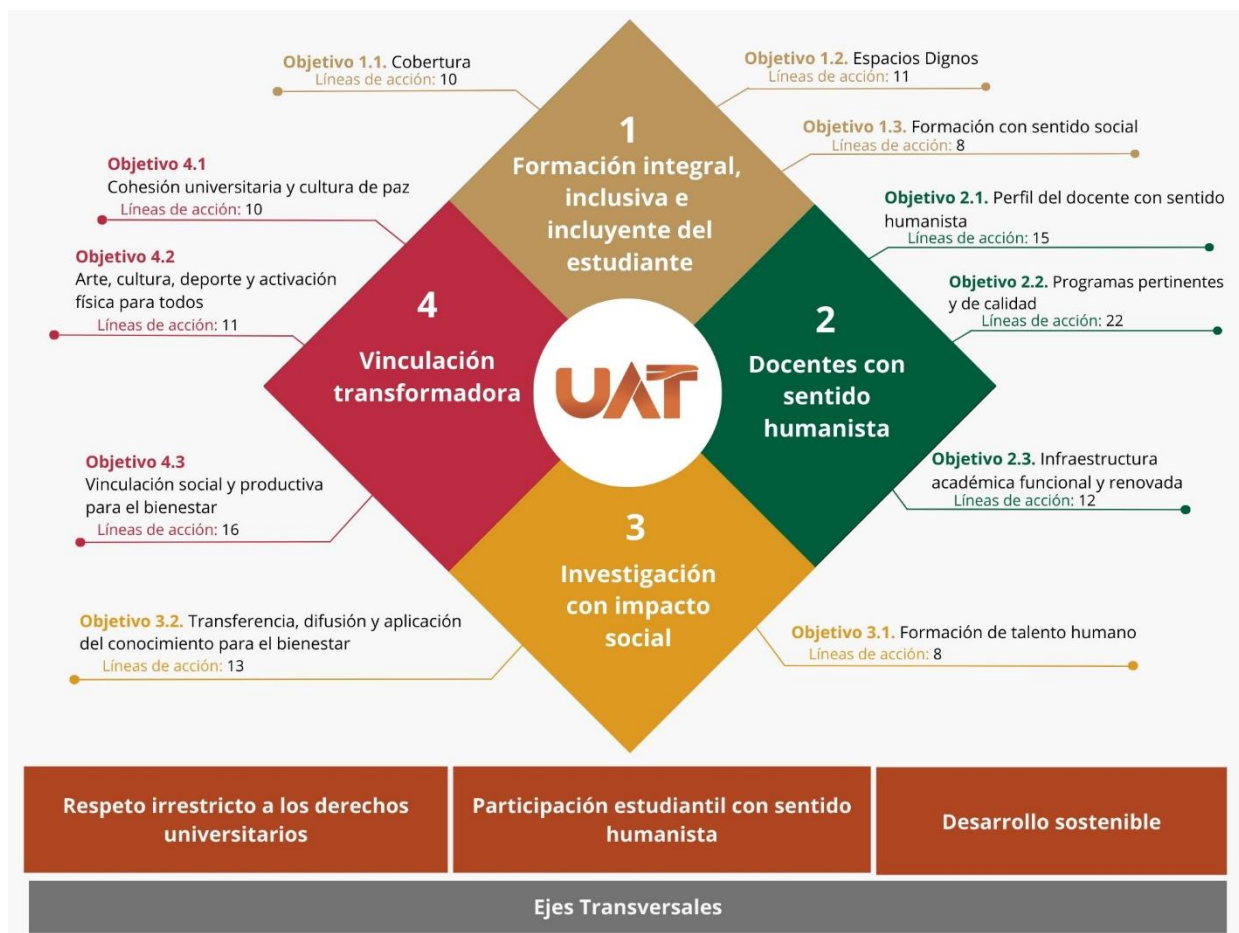 Objetivo 1.1. Cobertura
Líneas de acción: 10
Objetivo 1.2. Espacios Dignos
Líneas de acción: 11
Objetivo 1.3. Formación con sentido social
Líneas de acción: 8
1
Formación integral,
inclusiva e
incluyente del
estudiante
Objetivo 4.1
Cohesión universitaria y cultura de paz
Líneas de acción: 10
Objetivo 4.2
Arte, cultura, deporte y activación
física para todos
Líneas de acción: 11
Objetivo 2.1. Perfil del docente con sentido
humanista
Líneas de acción: 15
Objetivo 2.2. Programas pertinentes
y de calidad
Líneas de acción: 22
4
Vinculación
transformadora
UAT
2
Docentes con
sentido
humanista
Objetivo 4.3
Vinculación social y productiva
para el bienestar
Líneas de acción: 16
Objetivo 2.3. Infraestructura
académica funcional y renovada
Líneas de acción: 12
3
Investigación
con impacto
social
Objetivo 3.2. Transferencia, difusión y aplicación
del conocimiento para el bienestar
Líneas de acción: 13
Objetivo 3.1. Formación de talento humano
Líneas de acción: 8
Respeto irrestricto a los derechos
universitarios
Participación estudiantil con sentido
humanista
Desarrollo sostenible
Ejes Transversales